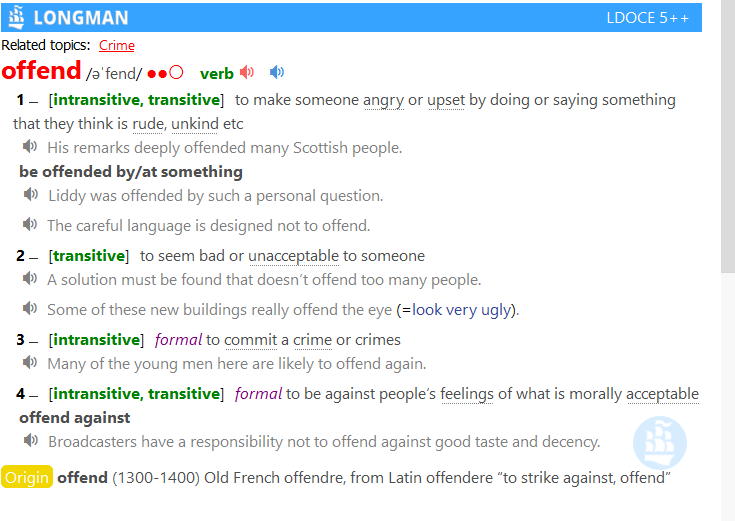 LONGMAN LDOCE 5++
Related topics: Crime
offend /əˈfend/ ●●○ verb
1 – [intransitive, transitive] to make someone angry or upset by doing or saying something
that they think is rude, unkind etc
His remarks deeply offended many Scottish people.
be offended by/at something
Liddy was offended by such a personal question.
The careful language is designed not to offend.
2 – [transitive] to seem bad or unacceptable to someone
A solution must be found that doesn’t offend too many people.
Some of these new buildings really offend the eye (=look very ugly).
3 – [intransitive] formal to commit a crime or crimes
Many of the young men here are likely to offend again.
4 – [intransitive, transitive] formal to be against people’s feelings of what is morally acceptable
offend against
Broadcasters have a responsibility not to offend against good taste and decency.
Origin offend (1300-1400) Old French offendre, from Latin offendere “to strike against, offend”